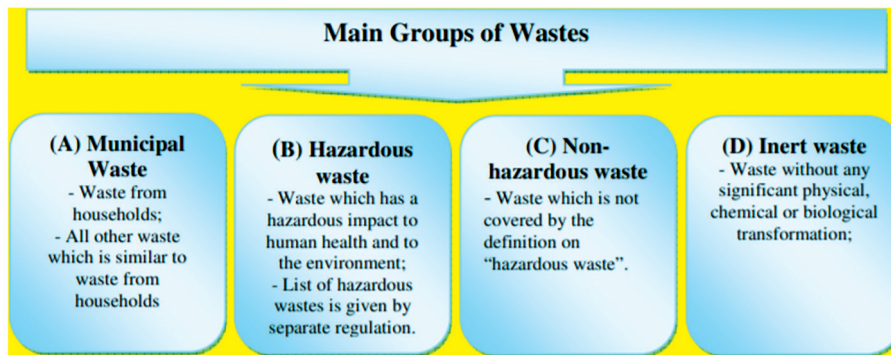 Main Groups of Wastes
(A) Municipal
Waste
- Waste from
households;
- All other waste
which is similar to
waste from
households
(B) Hazardous
waste
- Waste which has a
hazardous impact to
human health and to
the environment;
- List of hazardous
wastes is given by
separate regulation.
(C) Non-
hazardous waste
- Waste which is not
covered by the
definition on
“hazardous waste”.
(D) Inert waste
- Waste without any
significant physical,
chemical or biological
transformation;